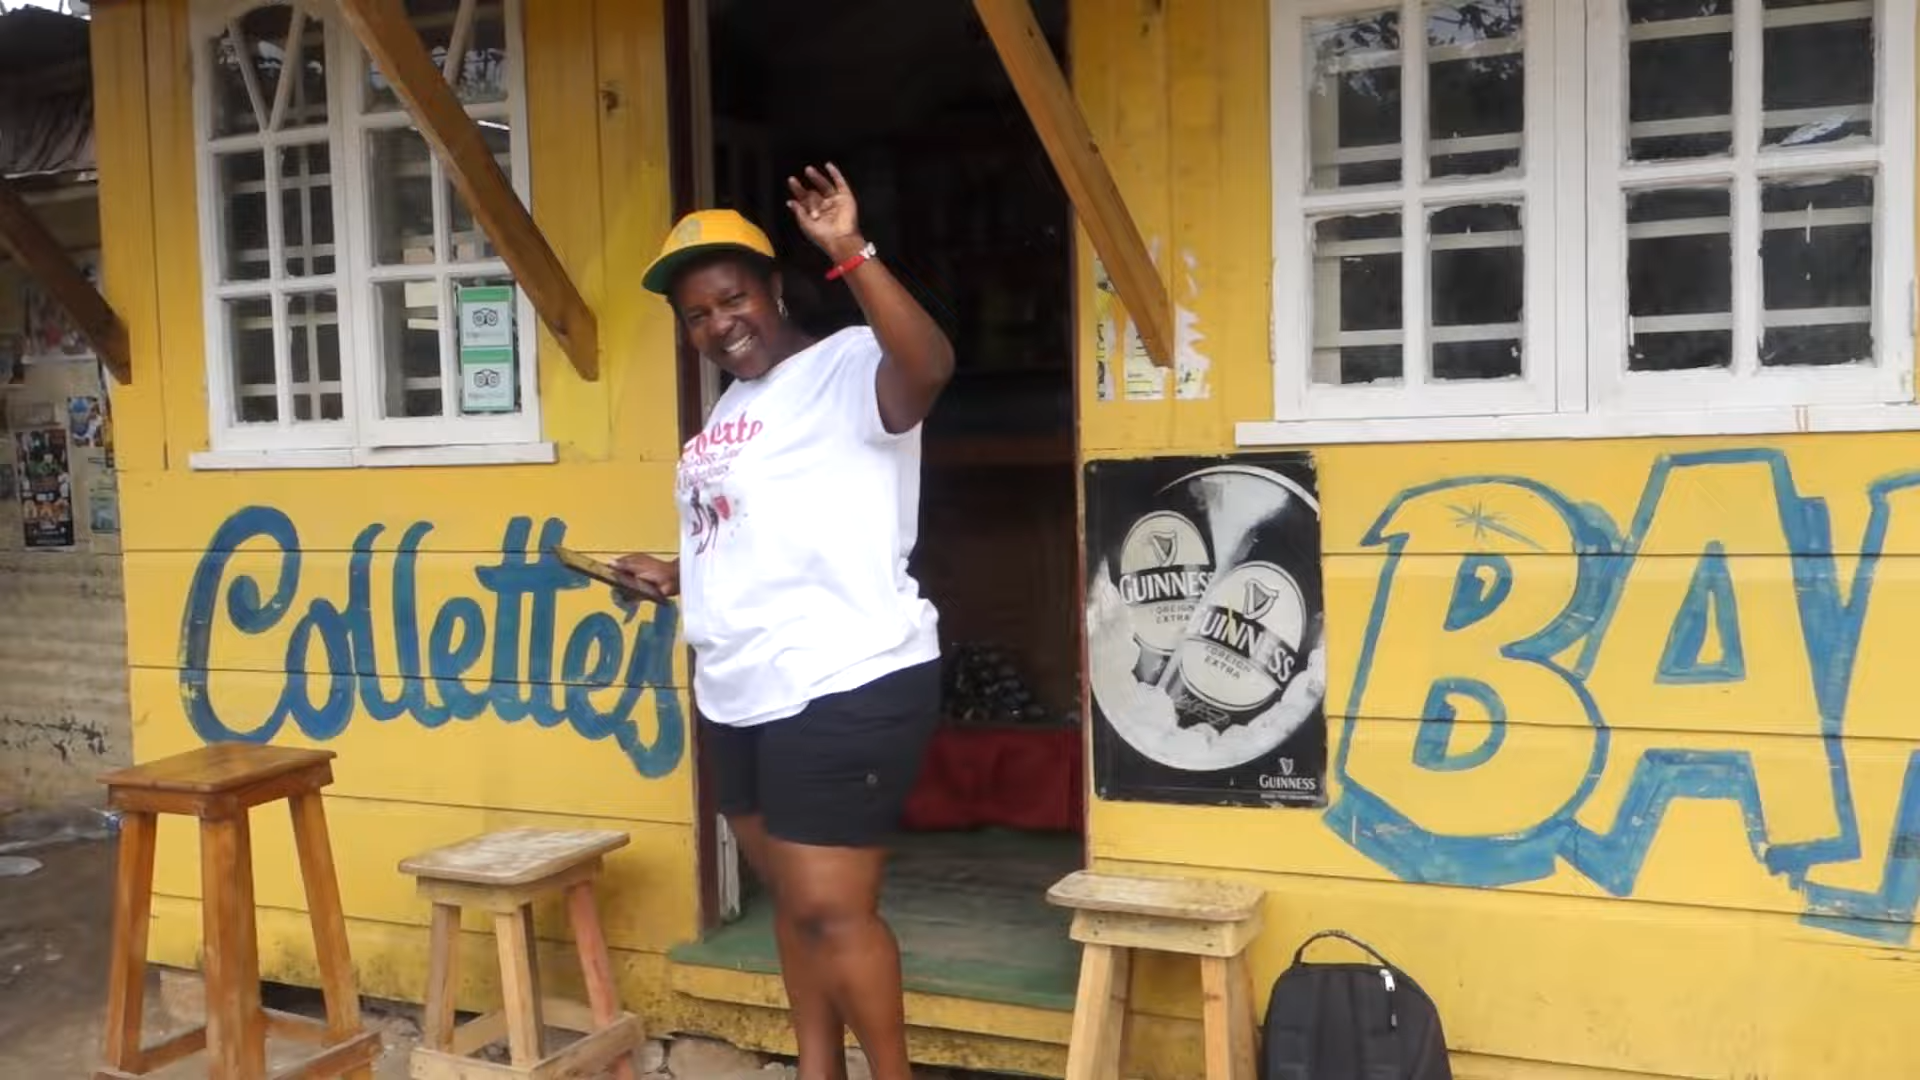 Collette's
BA
GUINNESS
FOREIGN
EXTRA
GUINNESS
FOREIGN
EXTRA
GUINNESS